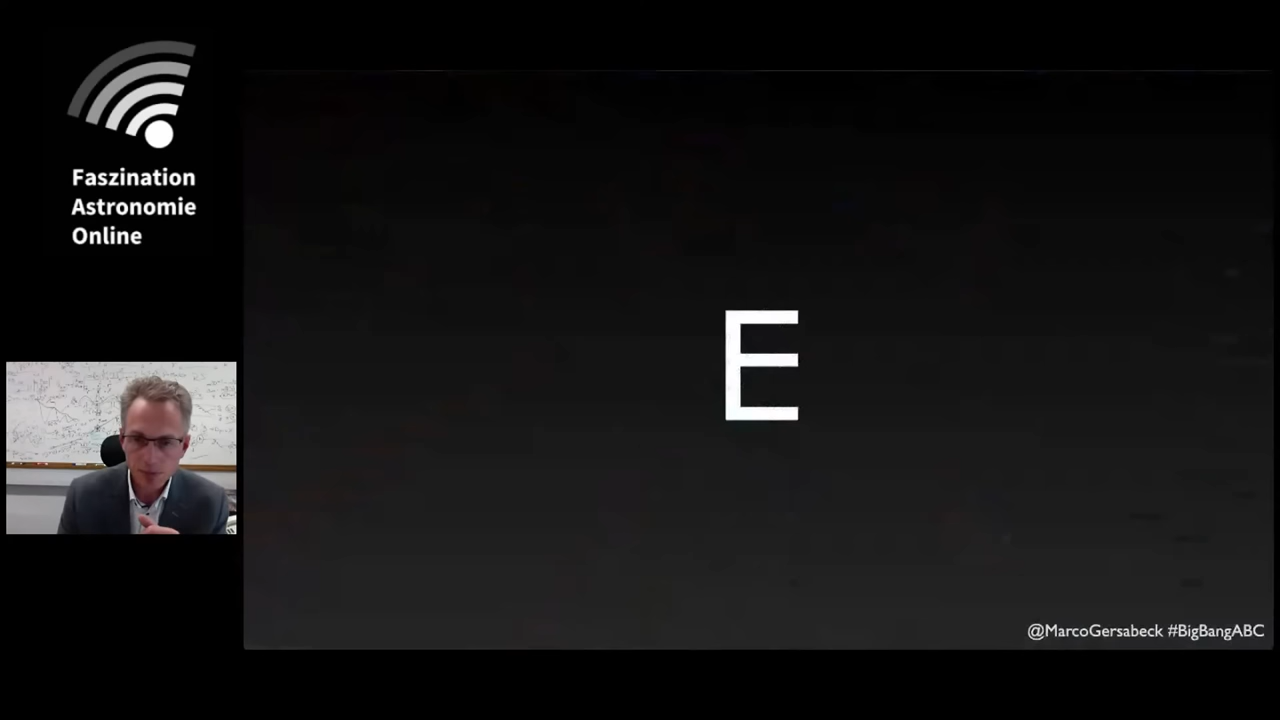 Faszination
Astronomie
Online
E
@MarcoGersabeck #BigBangABC